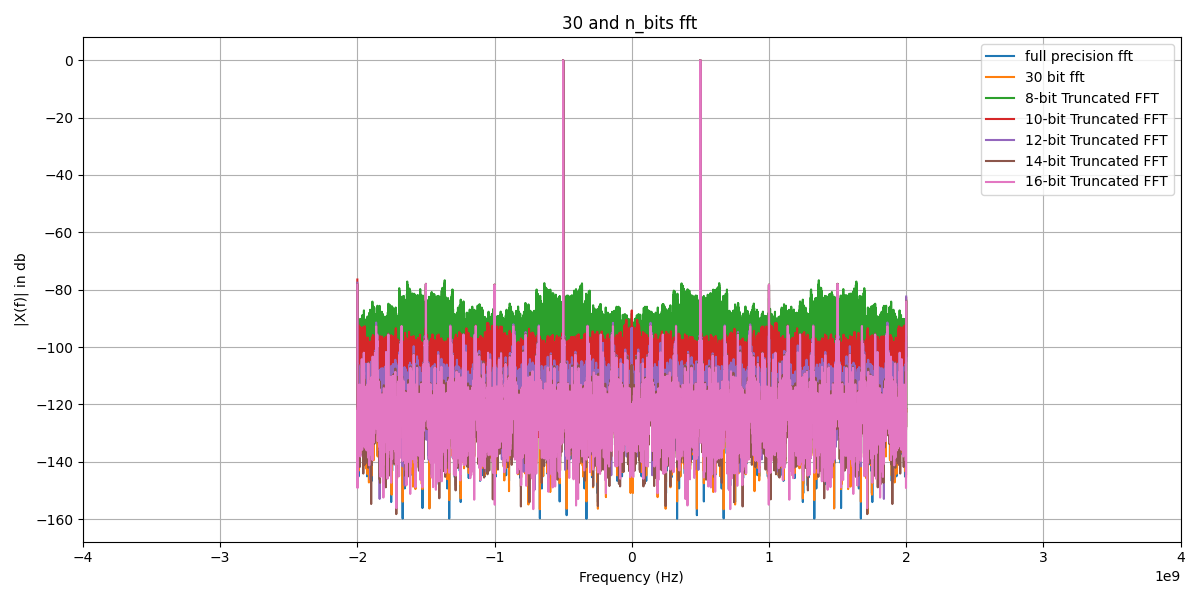 30 and n_bits fft
full precision fft
30 bit fft
8-bit Truncated FFT
10-bit Truncated FFT
12-bit Truncated FFT
14-bit Truncated FFT
16-bit Truncated FFT
|X(f)| in db
0
−20
−40
−60
−80
−100
−120
−140
−160
−4
−3
−2
−1
0
1
2
3
4
1e9
Frequency (Hz)